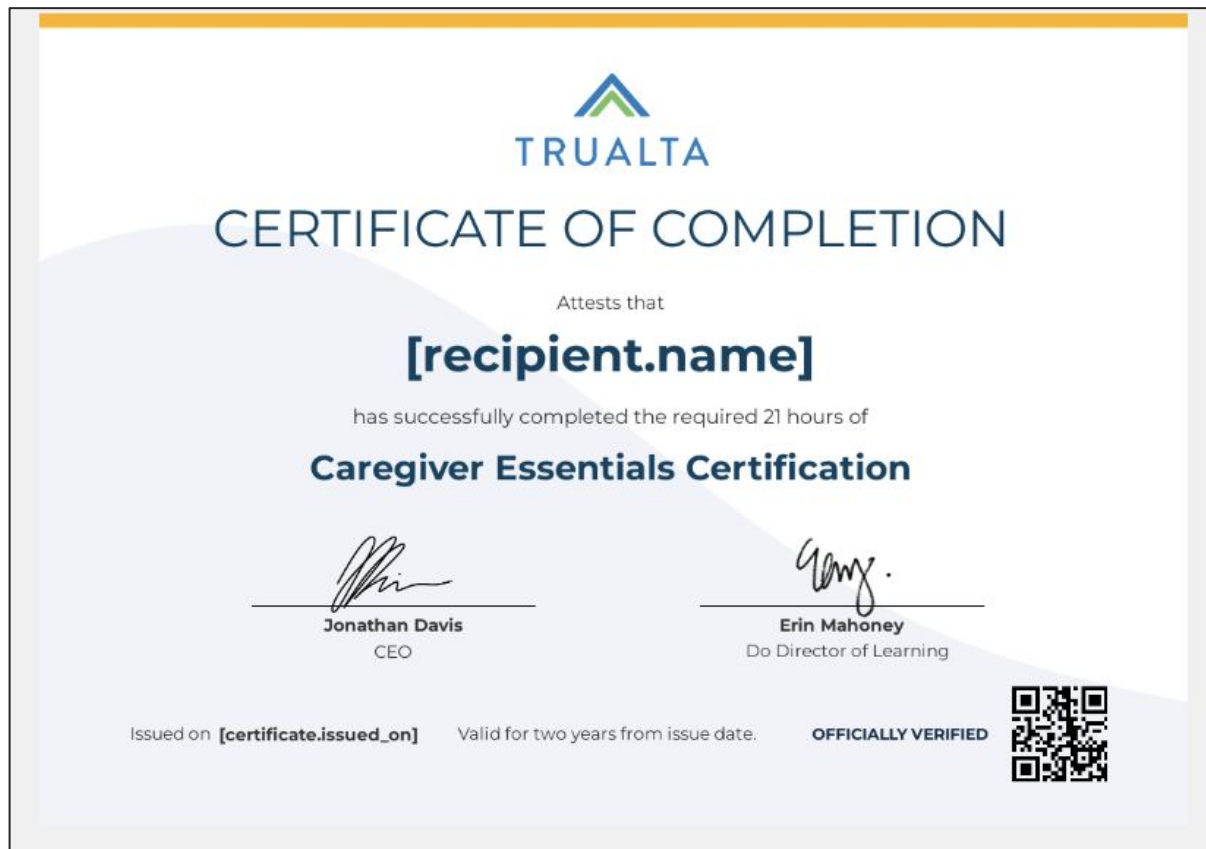 TRUALTA
CERTIFICATE OF COMPLETION
Attests that
[recipient.name]
has successfully completed the required 21 hours of
Caregiver Essentials Certification
Jonathan Davis
CEO
Erin Mahoney
Do Director of Learning
Issued on [certificate.issued_on] Valid for two years from issue date. OFFICIALLY VERIFIED